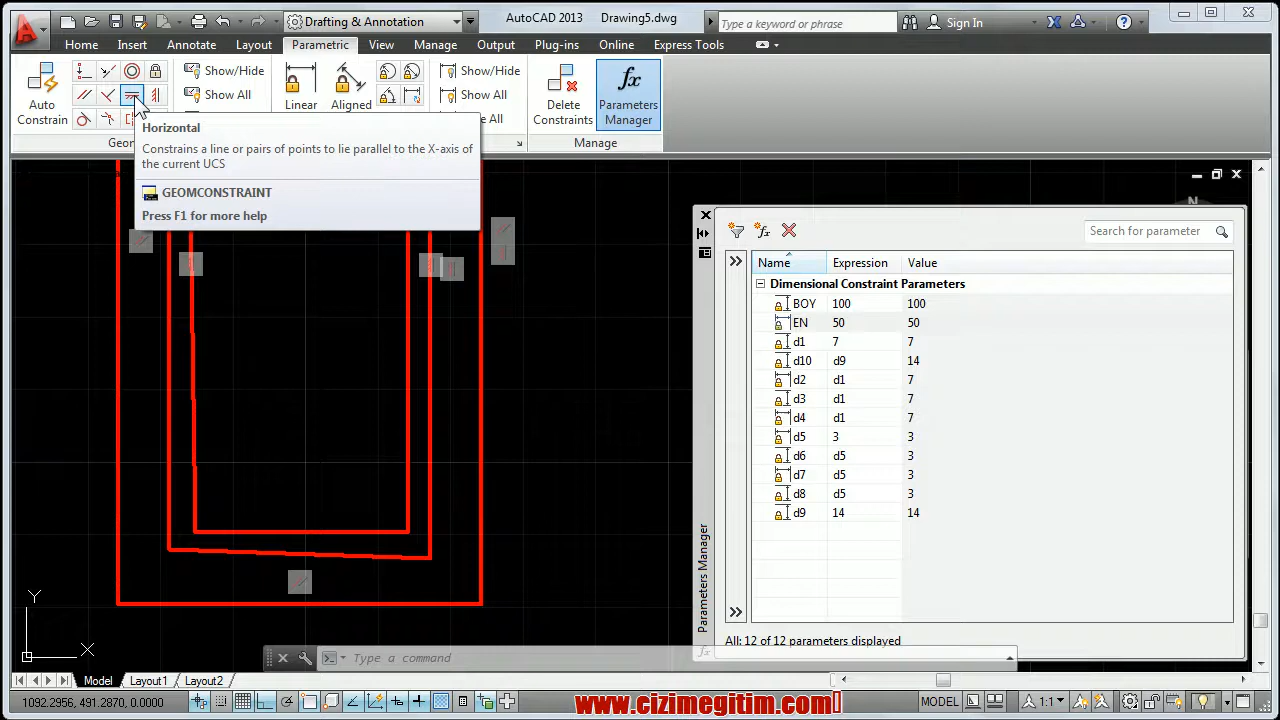 Drafting & Annotation
AutoCAD 2013
Drawing5.dwg
Type a keyword or phrase
Sign In
Home
Insert
Annotate
Layout
Parametric
View
Manage
Output
Plug-ins
Online
Express Tools
Auto
Constrain
Show/Hide
Show All
Linear
Aligned
Show/Hide
Show All
Delete
Constraints
fx
Parameters
Manager
Manage
Horizontal
Constrains a line or pairs of points to lie parallel to the X-axis of
the current UCS
GEOMCONSTRAINT
Press F1 for more help
N
Search for parameter
Name
Expression
Value
Dimensional Constraint Parameters
BOY 100 100
EN 50 50
d1 7 7
d10 d9 14
d2 d1 7
d3 d1 7
d4 d1 7
d5 3 3
d6 d5 3
d7 d5 3
d8 d5 3
d9 14 14
Parameters Manager
All: 12 of 12 parameters displayed
Y
X
Type a command
Model
Layout1
Layout2
10923956, 4912870, 0.0000
www.cizimegitim.com
MODEL
1:1